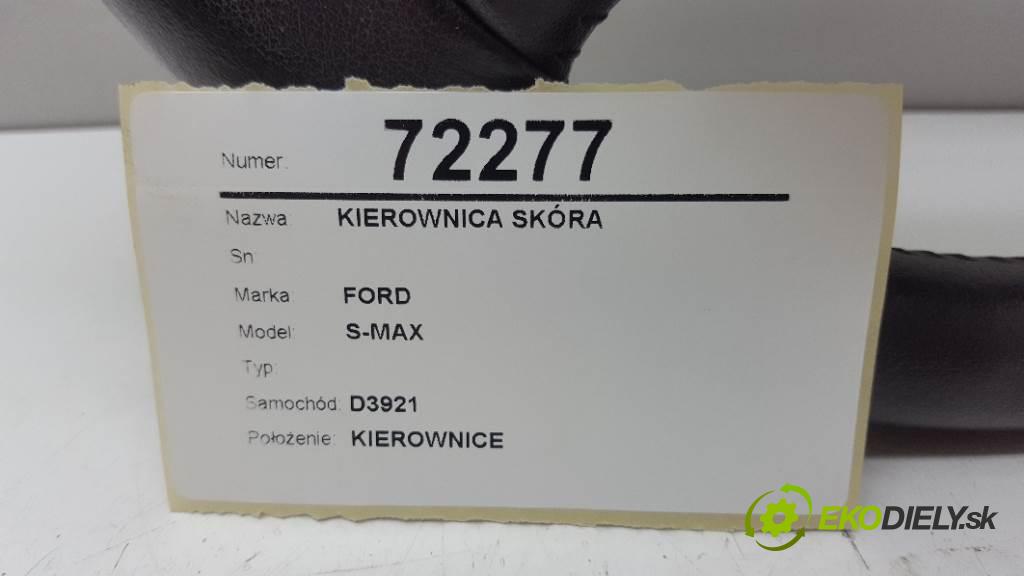 Numer: 72277
Nazwa: KIEROWNICA SKÓRA
Sn:
Marka: FORD
Model: S-MAX
Typ:
Samochód: D3921
Położenie: KIEROWNICE
EKODIELY.sk